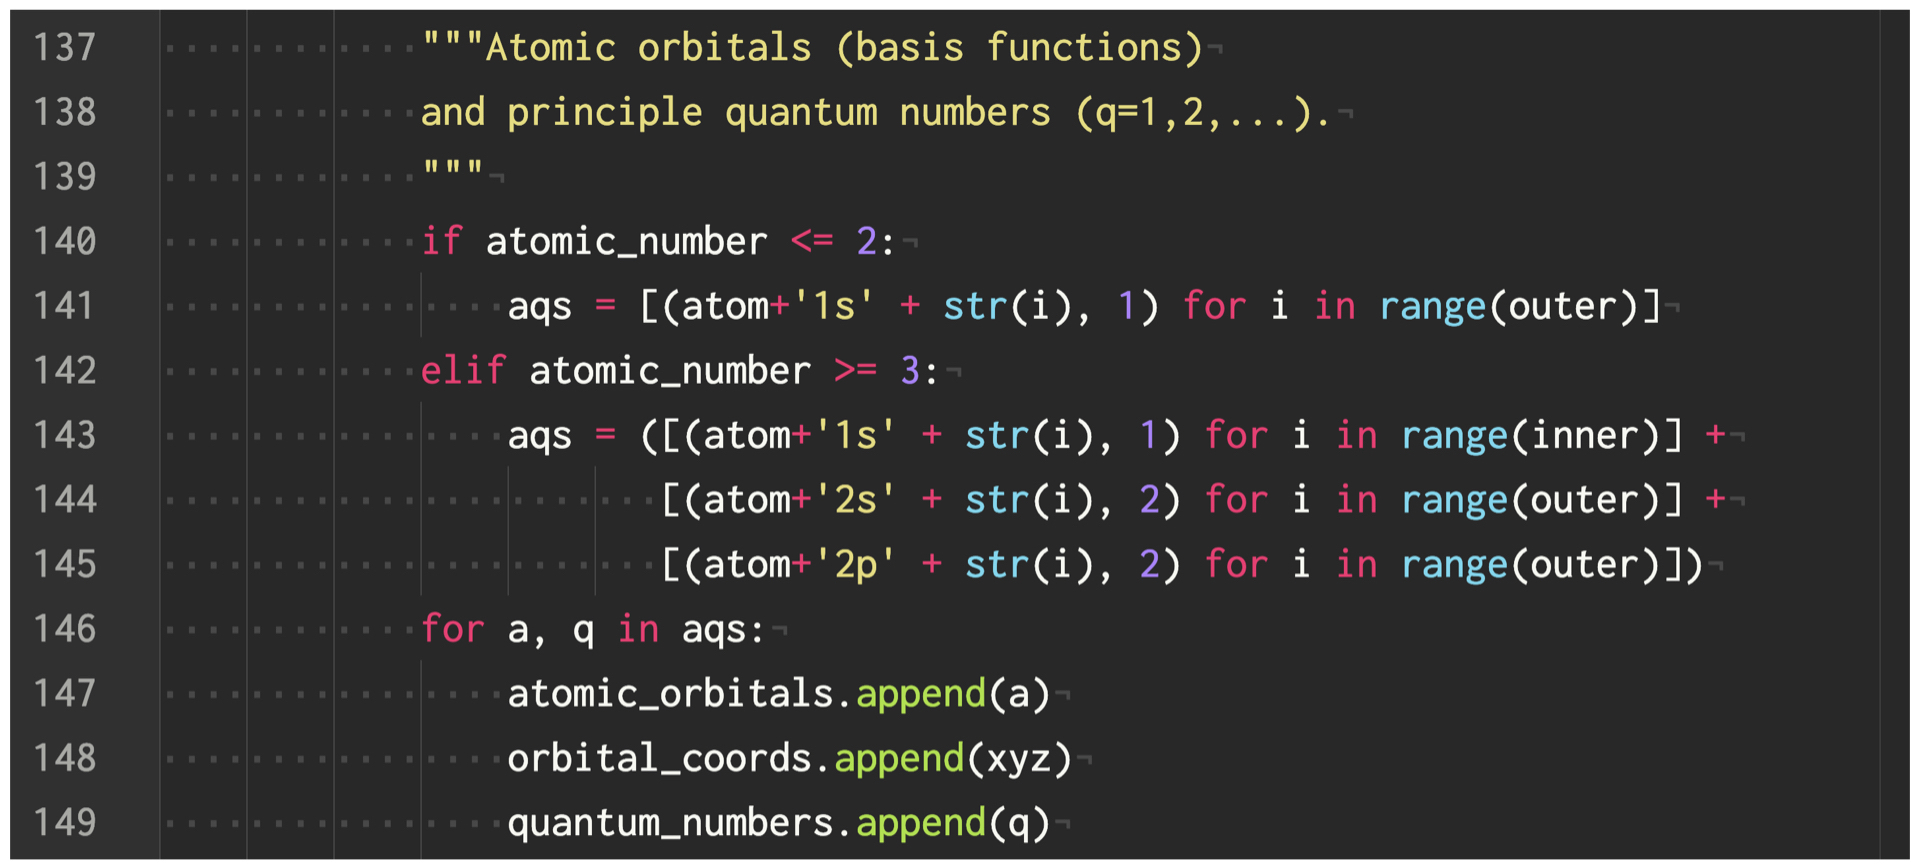 137 """Atomic orbitals (basis functions)¬
138 and principle quantum numbers (q=1,2,...).¬
139 """¬
140 if atomic_number <= 2:¬
141 aqs = [(atom+'1s' + str(i), 1) for i in range(outer)]¬
142 elif atomic_number >= 3:¬
143 aqs = ([(atom+'1s' + str(i), 1) for i in range(inner)] +¬
144 [(atom+'2s' + str(i), 2) for i in range(outer)] +¬
145 [(atom+'2p' + str(i), 2) for i in range(outer)])¬
146 for a, q in aqs:¬
147 atomic_orbitals.append(a)¬
148 orbital_coords.append(xyz)¬
149 quantum_numbers.append(q)¬